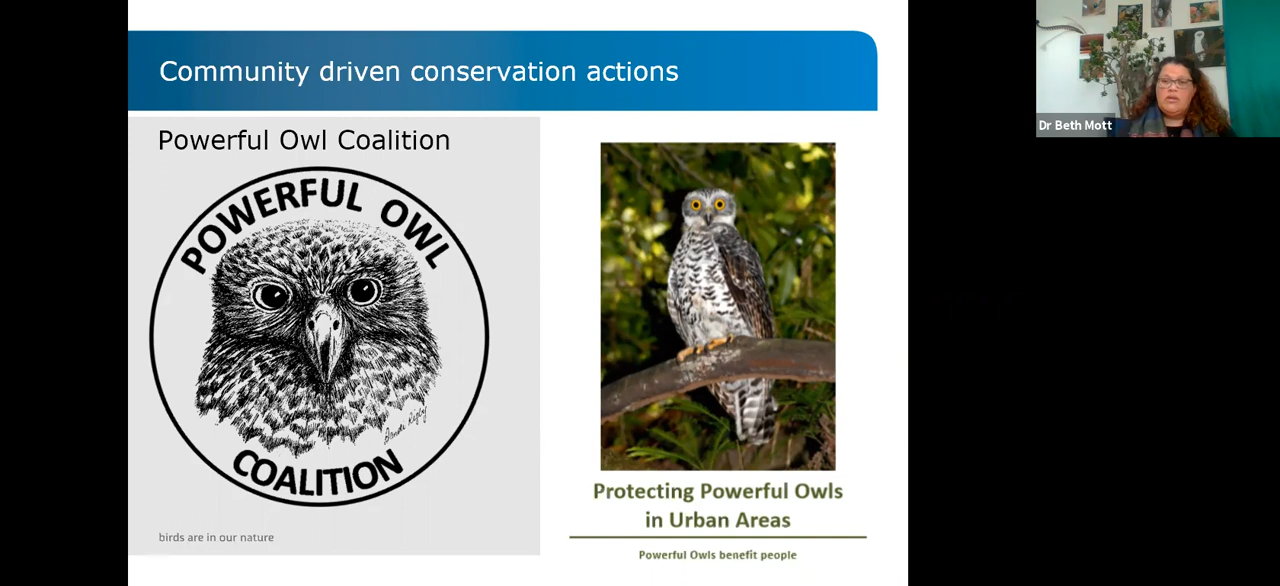 Community driven conservation actions
Powerful Owl Coalition
POWERFUL OWL
COALITION
birds are in our nature
Protecting Powerful Owls
in Urban Areas
Powerful Owls benefit people
Dr Beth Mott